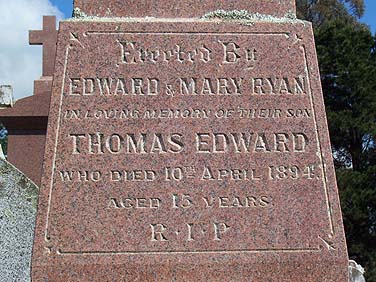 Erected By
EDWARD & MARY RYAN
IN LOVING MEMORY OF THEIR SON
THOMAS EDWARD
WHO DIED 10TH APRIL 1894.
AGED 15 YEARS
R · I · P